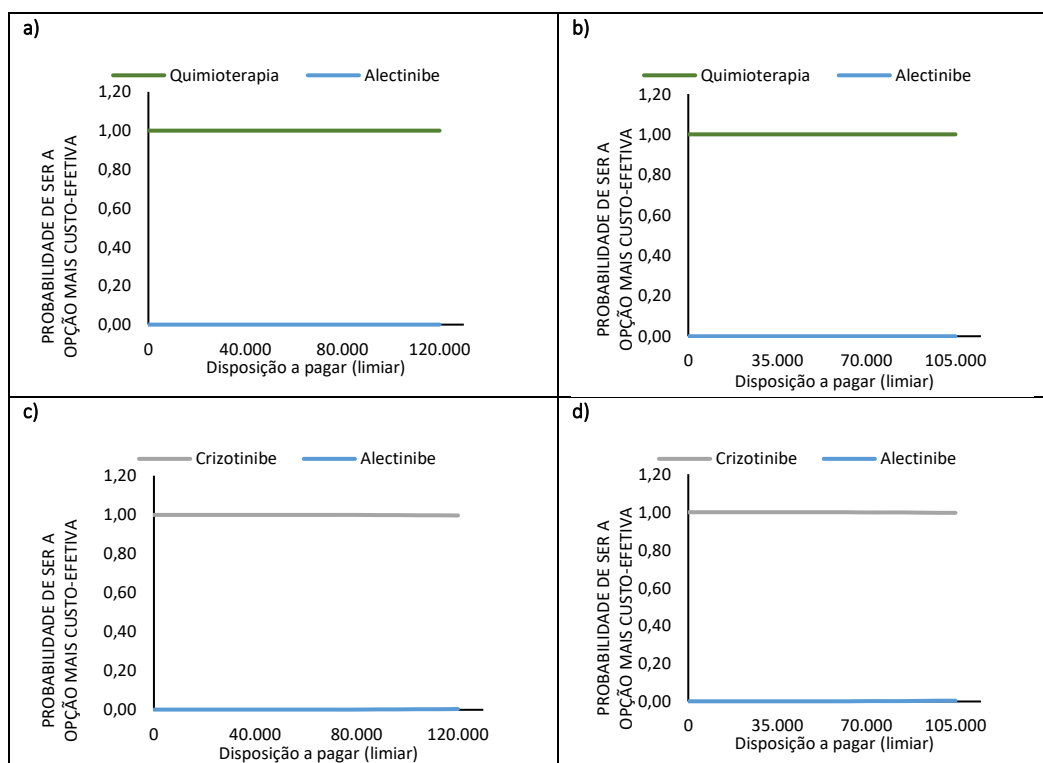 a)
Quimioterapia Alectinibe
PROBABILIDADE DE SER A
OPÇÃO MAIS CUSTO-EFETIVA
1,20
1,00
0,80
0,60
0,40
0,20
0,00
0 40.000 80.000 120.000
Disposição a pagar (limiar)
b)
Quimioterapia Alectinibe
PROBABILIDADE DE SER A
OPÇÃO MAIS CUSTO-EFETIVA
1,20
1,00
0,80
0,60
0,40
0,20
0,00
0 35.000 70.000 105.000
Disposição a pagar (limiar)
c)
Crizotinibe Alectinibe
PROBABILIDADE DE SER A
OPÇÃO MAIS CUSTO-EFETIVA
1,20
1,00
0,80
0,60
0,40
0,20
0,00
0 40.000 80.000 120.000
Disposição a pagar (limiar)
d)
Crizotinibe Alectinibe
PROBABILIDADE DE SER A
OPÇÃO MAIS CUSTO-EFETIVA
1,20
1,00
0,80
0,60
0,40
0,20
0,00
0 35.000 70.000 105.000
Disposição a pagar (limiar)